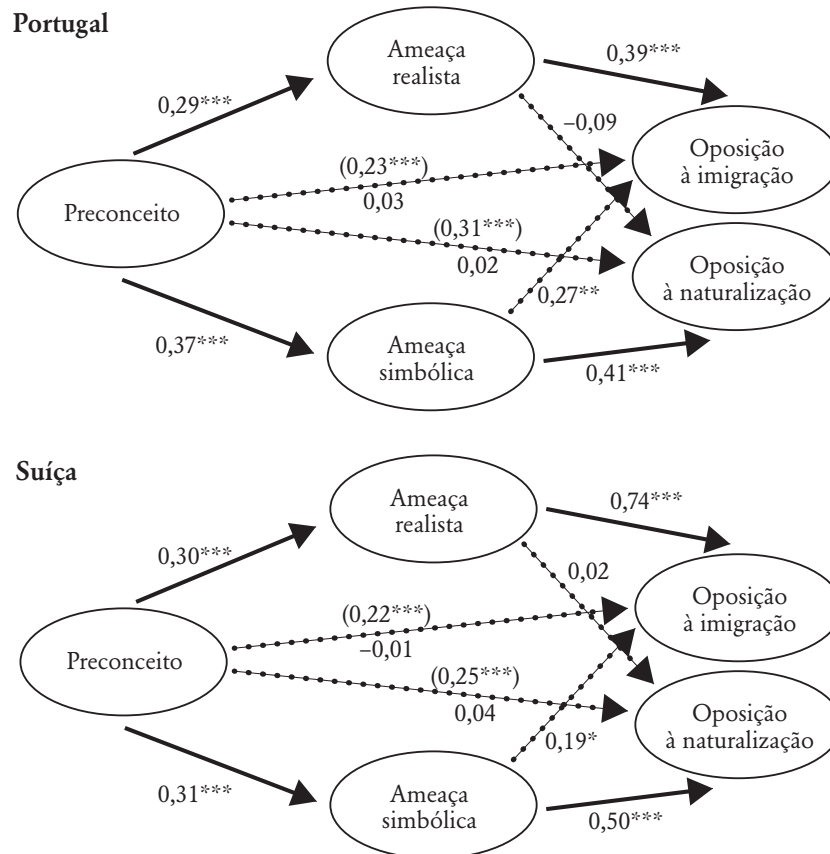 Portugal
Ameaça
realista
0,39***
0,29***
–0,09
Oposição
à imigração
(0,23***)
0,03
Preconceito
(0,31***)
0,02
Oposição
à naturalização
0,27**
0,37***
Ameaça
simbólica
0,41***
Suíça
Ameaça
realista
0,74***
0,30***
0,02
Oposição
à imigração
(0,22***)
–0,01
Preconceito
(0,25***)
0,04
Oposição
à naturalização
0,19*
0,31***
Ameaça
simbólica
0,50***